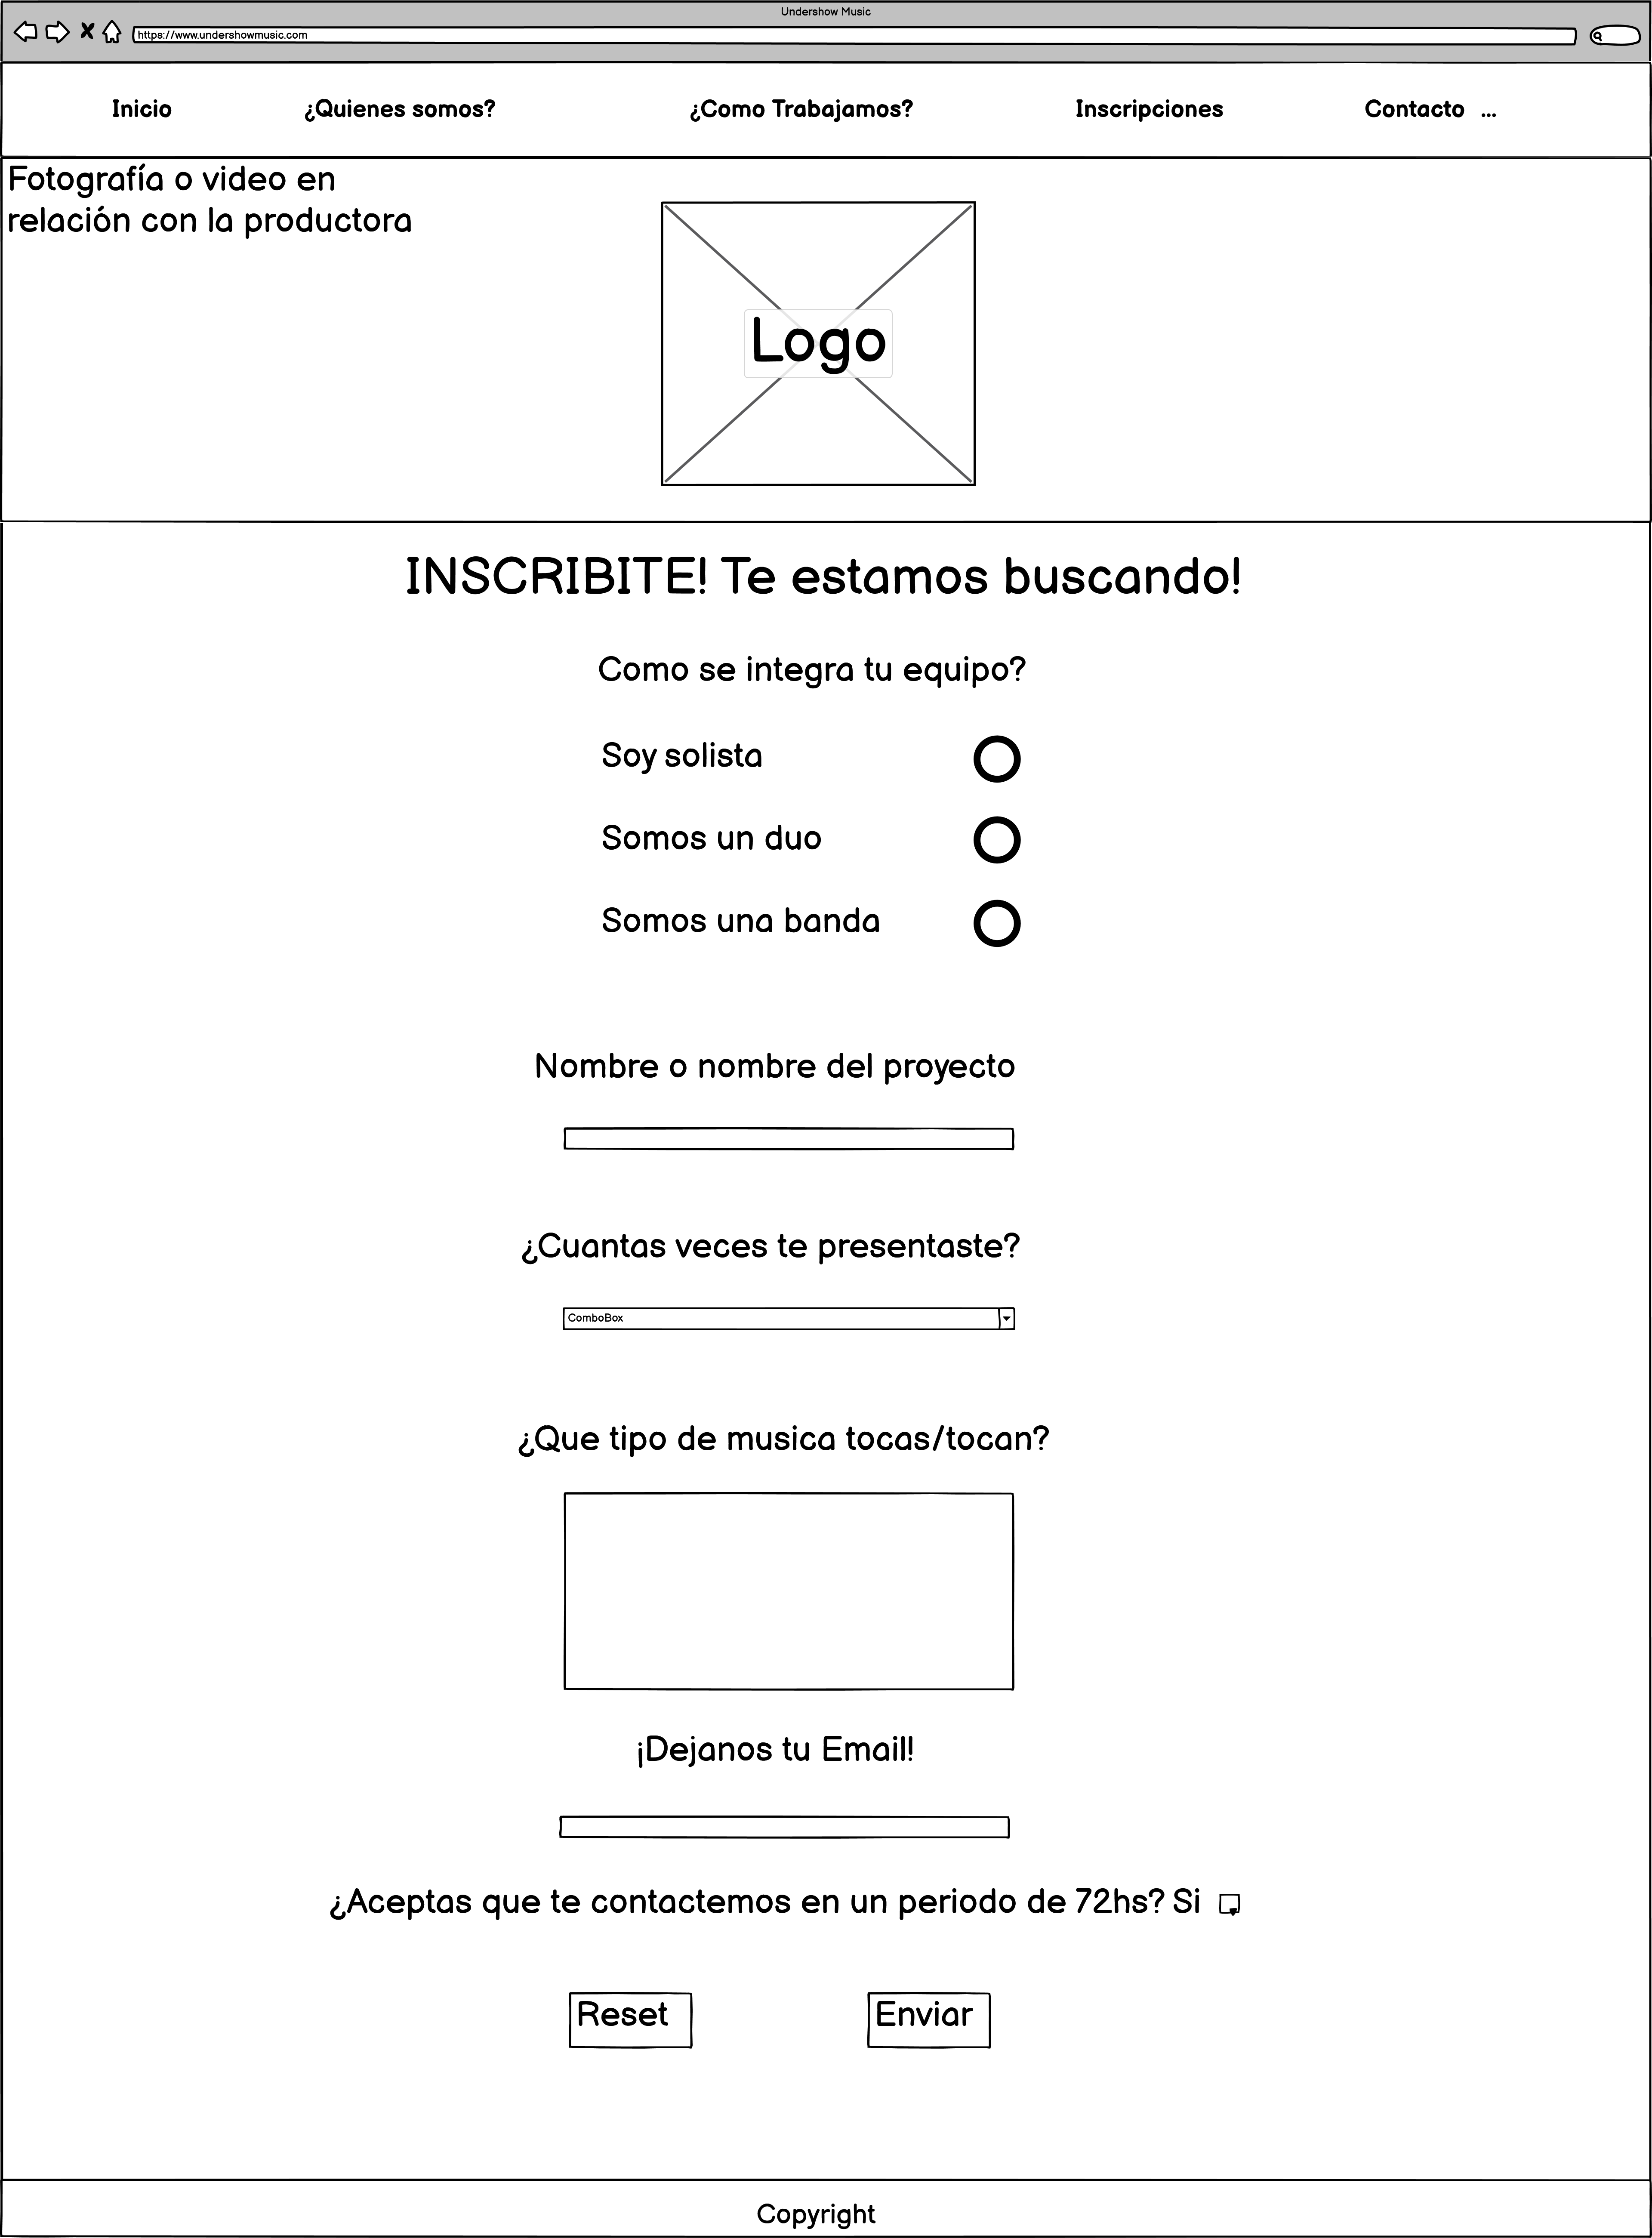 Undershow Music
https://www.undershowmusic.com
Inicio ¿Quienes somos? ¿Como Trabajamos? Inscripciones Contacto ...
Fotografía o video en
relación con la productora
Logo
INSCRIBITE! Te estamos buscando!
Como se integra tu equipo?
Soy solista
Somos un duo
Somos una banda
Nombre o nombre del proyecto
¿Cuantas veces te presentaste?
ComboBox
¿Que tipo de musica tocas/tocan?
¡Dejanos tu Email!
¿Aceptas que te contactemos en un periodo de 72hs? Si
Reset Enviar
Copyright